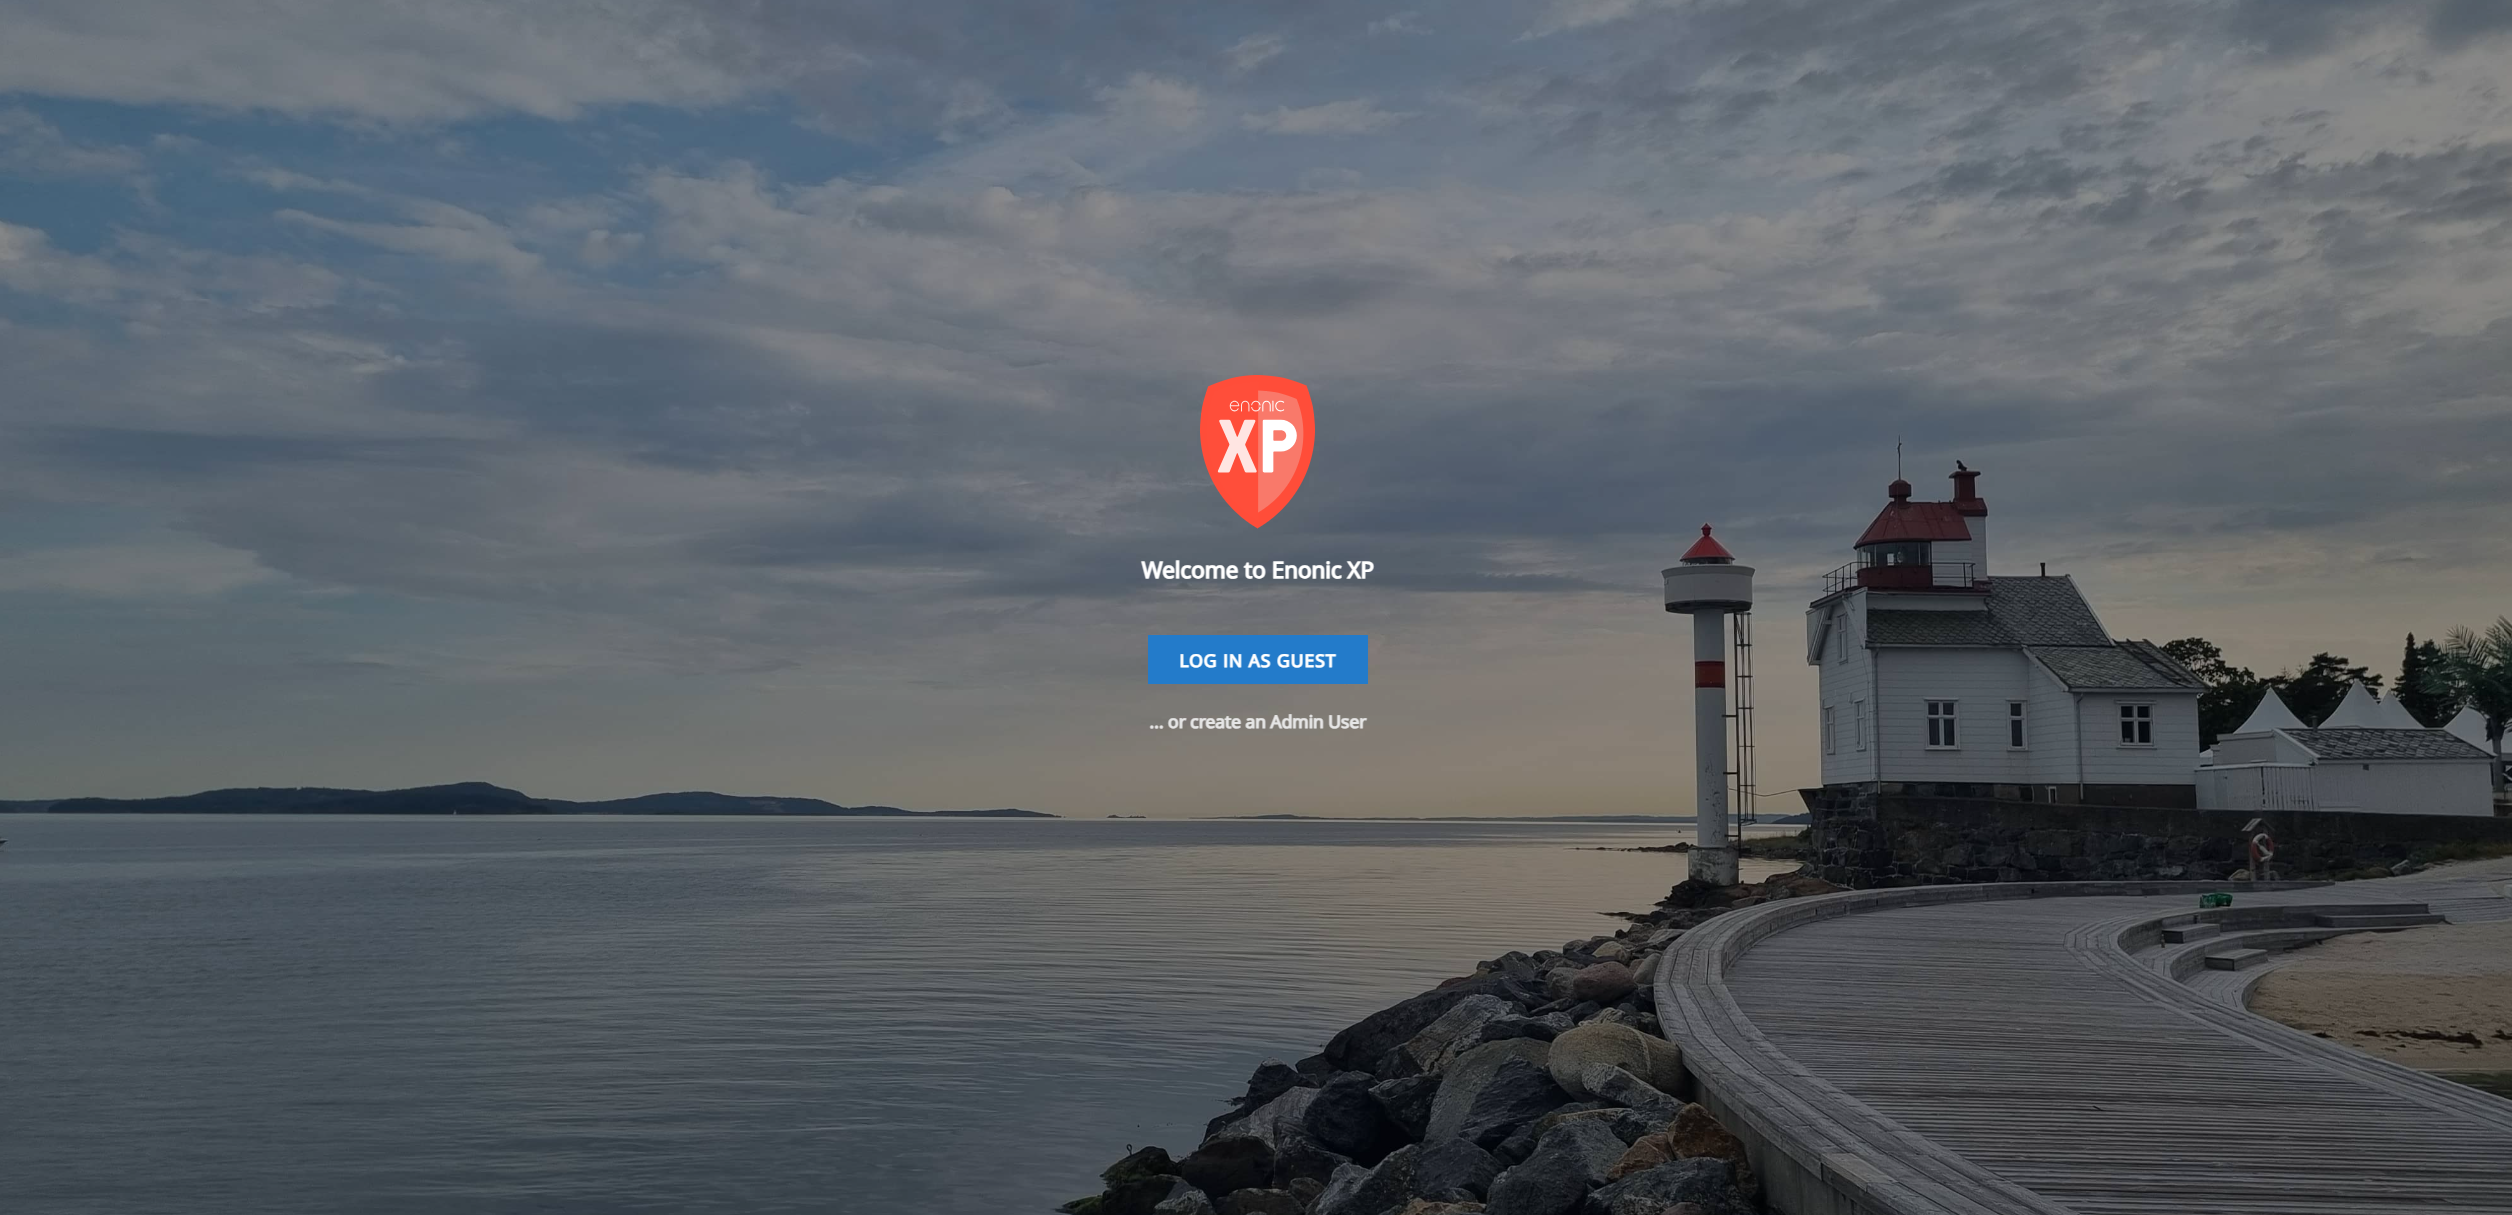 enonic
XP
Welcome to Enonic XP
LOG IN AS GUEST
... or create an Admin User